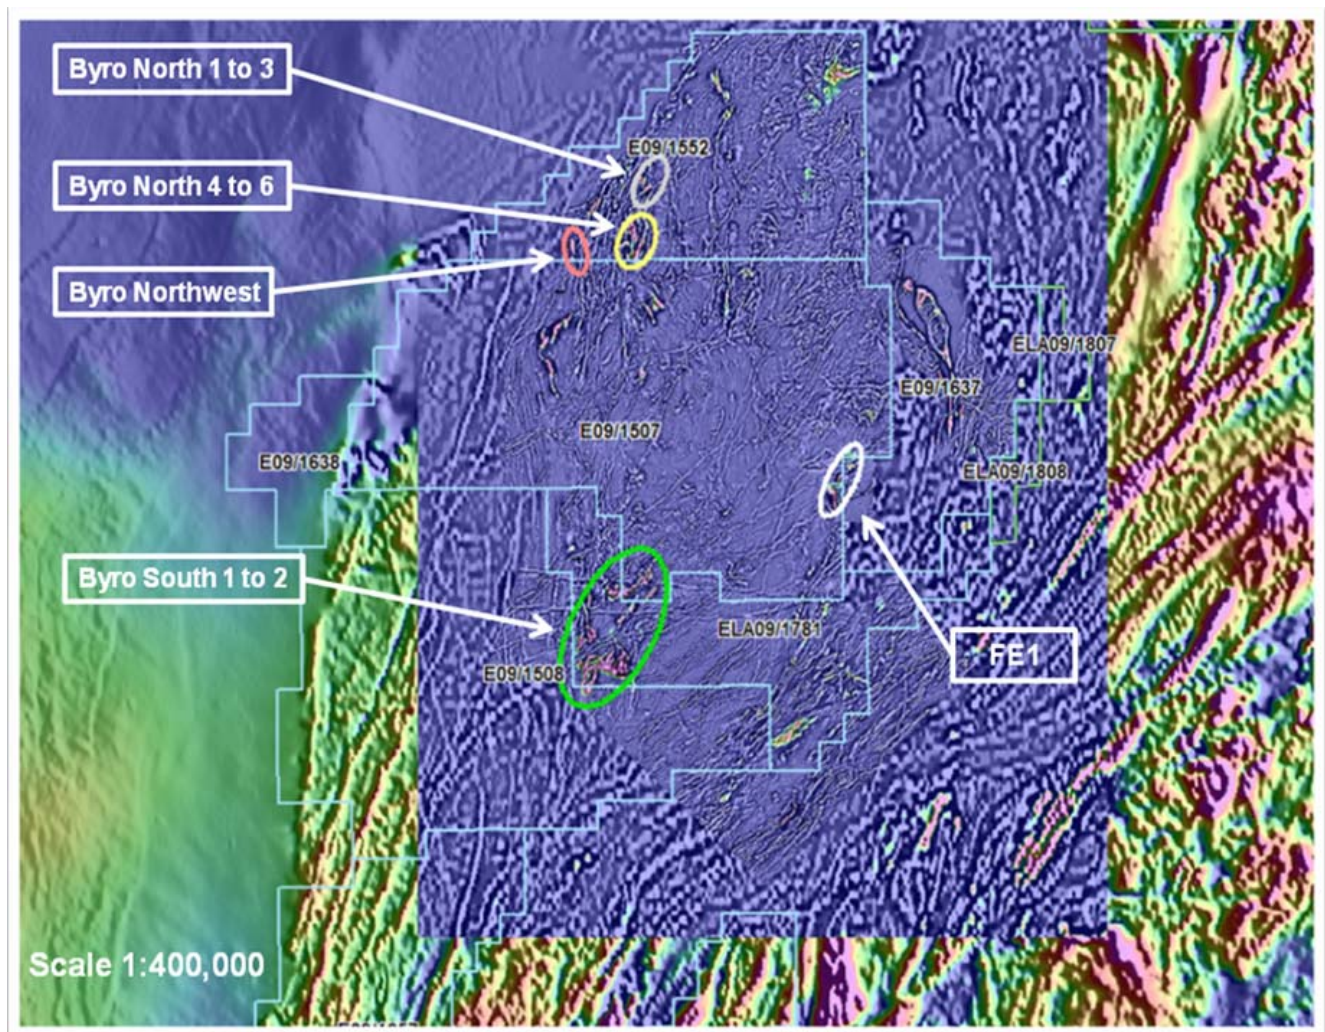 Byro North 1 to 3
E09/1552
Byro North 4 to 6
Byro Northwest
ELA09/1807
E09/1637
E09/1507
E09/1638
ELA09/1808
Byro South 1 to 2
ELA09/1781
FE1
E09/1508
Scale 1:400,000